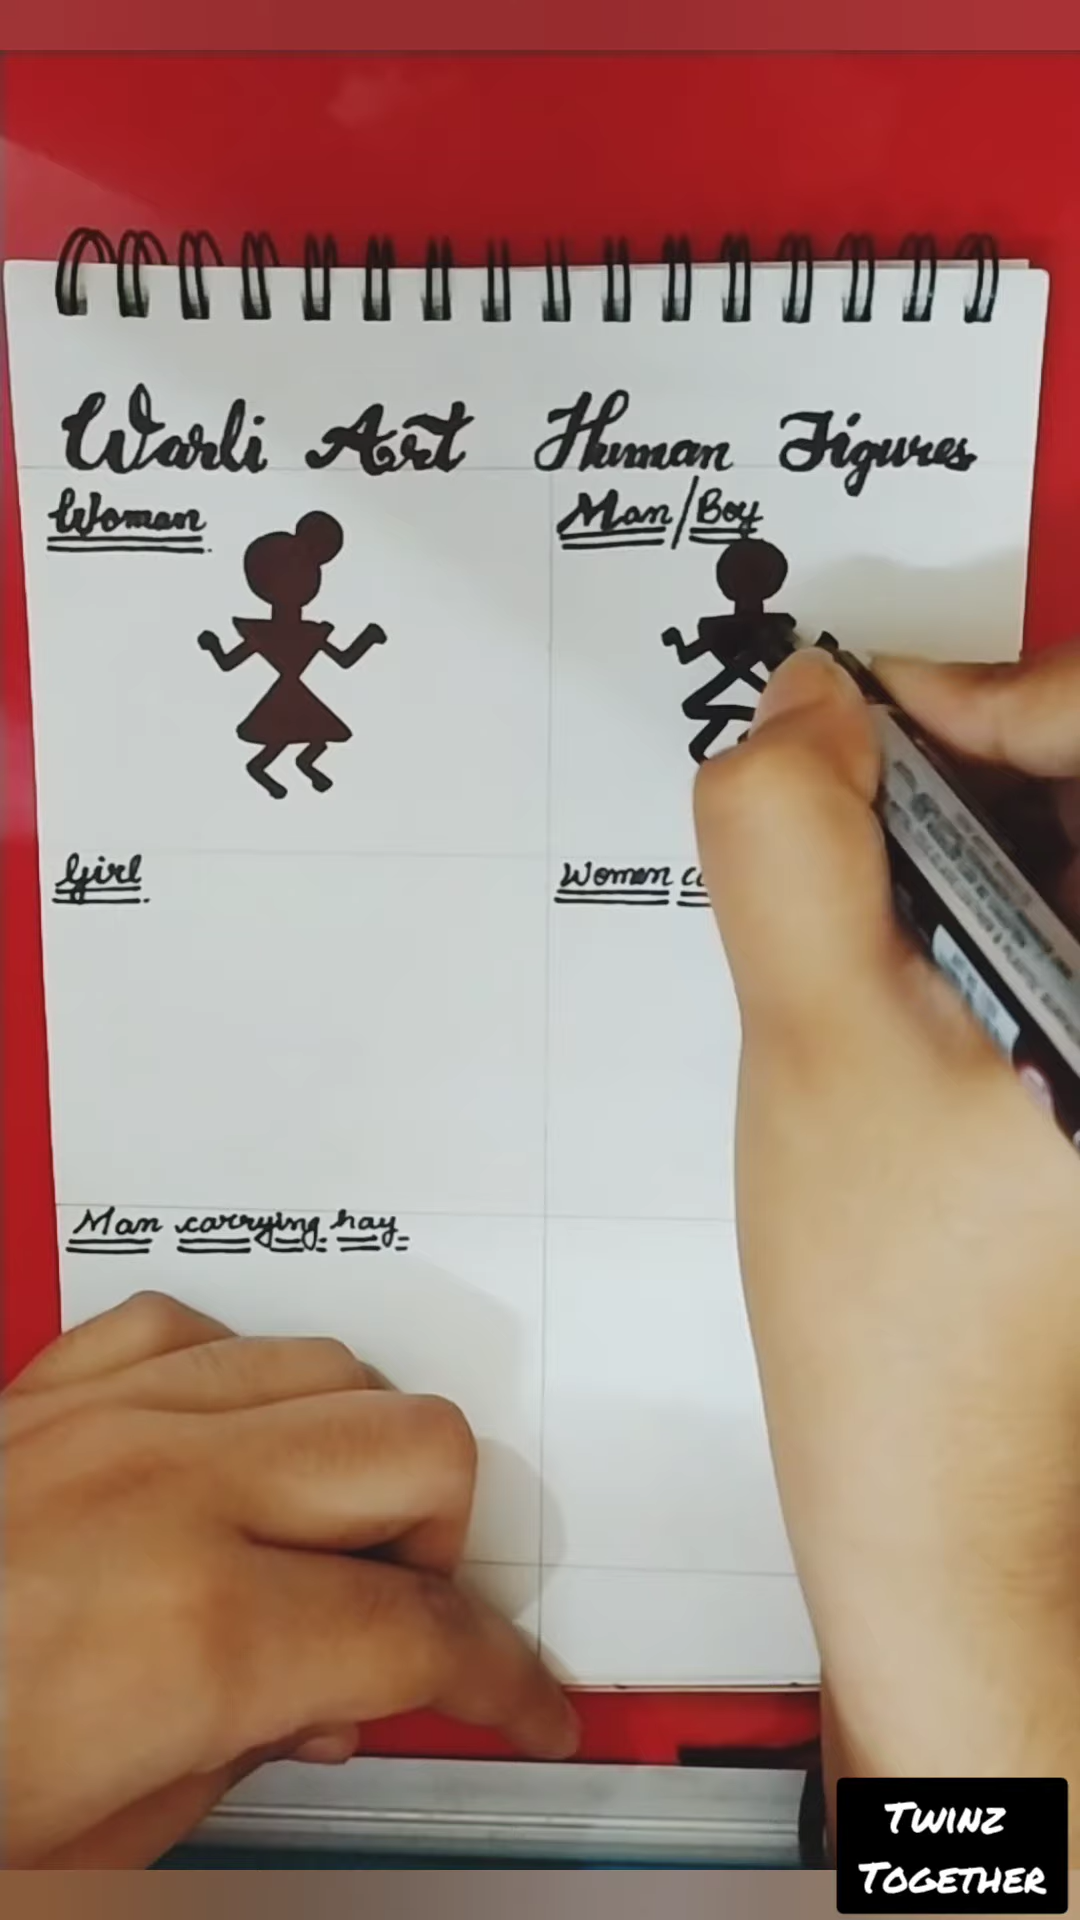 Warli Art Human Figures
Woman.
Man/Boy
Girl.
Women
Man carrying hay.
TWINZ
TOGETHER